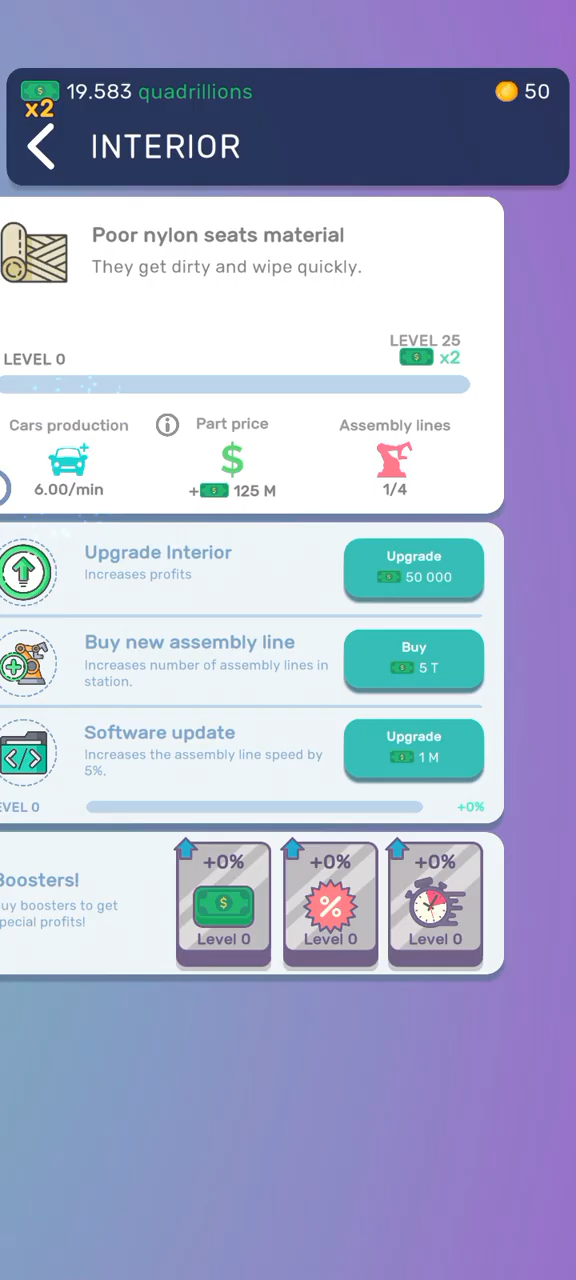 19.583 quadrillions
50
x2
INTERIOR
Poor nylon seats material
They get dirty and wipe quickly.
LEVEL 25
LEVEL 0
x2
Cars production
Part price
Assembly lines
6.00/min
+ 125 M
1/4
Upgrade Interior
Increases profits
Upgrade
50 000
Buy new assembly line
Increases number of assembly lines in
station.
Buy
5 T
Software update
Increases the assembly line speed by
5%.
Upgrade
1 M
EVEL 0
+0%
Boosters!
uy boosters to get
pecial profits!
+0%
Level 0
+0%
Level 0
+0%
Level 0